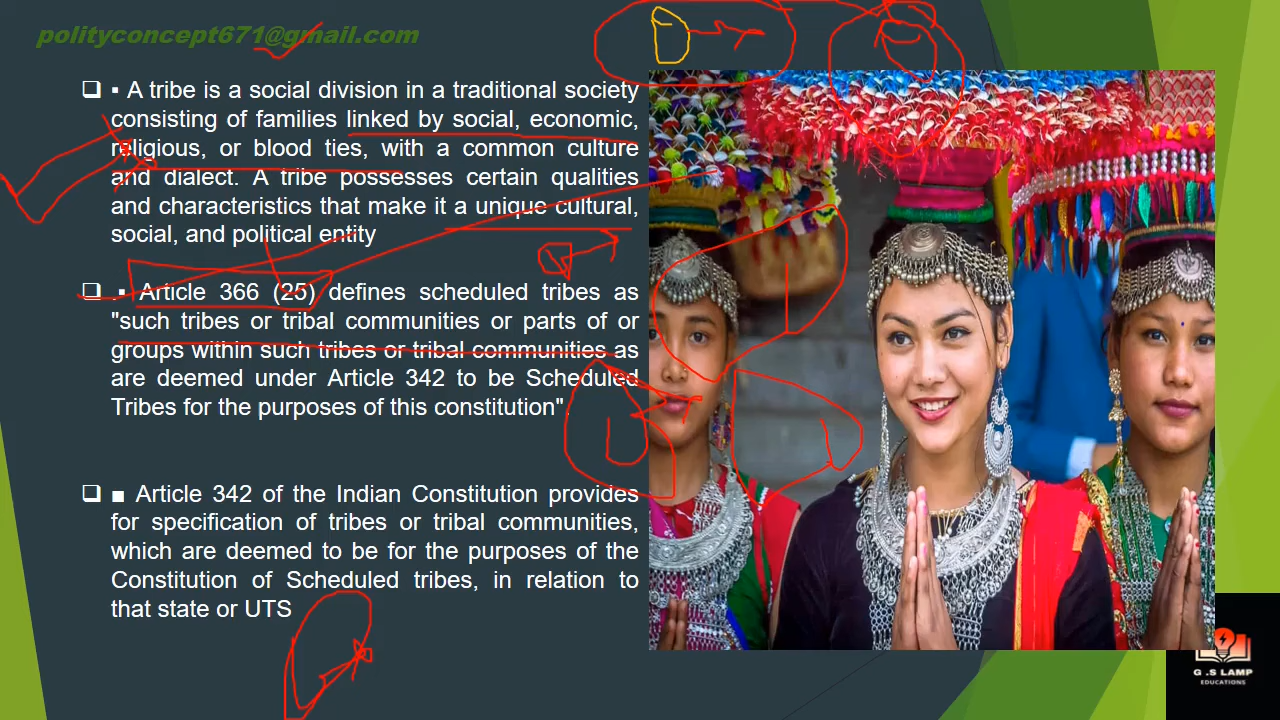 polityconcept671@gmail.com
❑ ▪ A tribe is a social division in a traditional society
consisting of families linked by social, economic,
religious, or blood ties, with a common culture
and dialect. A tribe possesses certain qualities
and characteristics that make it a unique cultural,
social, and political entity
❑ ▪ Article 366 (25) defines scheduled tribes as
"such tribes or tribal communities or parts of or
groups within such tribes or tribal communities as
are deemed under Article 342 to be Scheduled
Tribes for the purposes of this constitution".
❑ ■ Article 342 of the Indian Constitution provides
for specification of tribes or tribal communities,
which are deemed to be for the purposes of the
Constitution of Scheduled tribes, in relation to
that state or UTS
G .S LAMP
EDUCATIONS